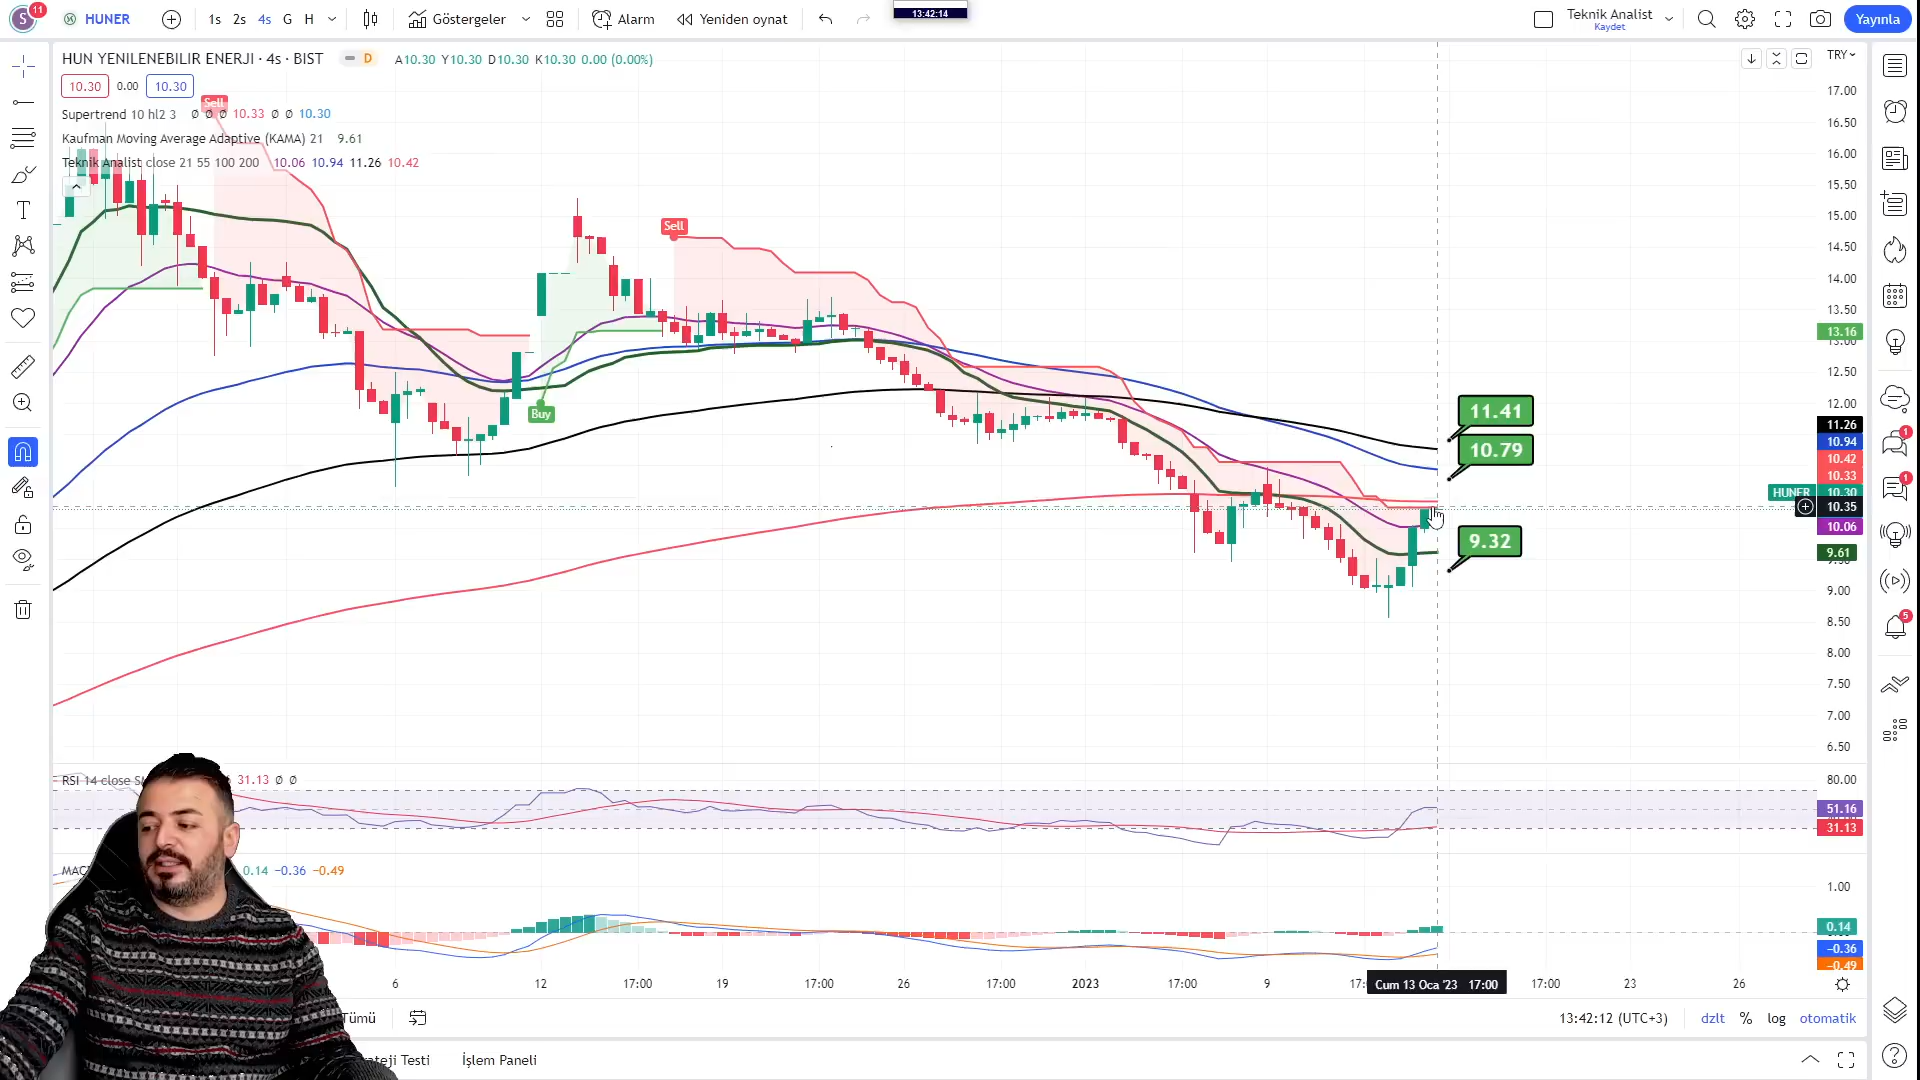 S 11 HUNER 1s 2s 4s G H Göstergeler Alarm Yeniden oynat 13:42:14 Teknik Analist Kaydet Yayınla
HUN YENILENEBILIR ENERJI · 4s · BIST D A10.30 Y10.30 D10.30 K10.30 0.00 (0.00%) TRY
10.30 0.00 10.30
Supertrend 10 hl2 3 Ø Ø Ø 10.33 Ø Ø 10.30
Kaufman Moving Average Adaptive (KAMA) 21 9.61
Teknik Analist close 21 55 100 200 10.06 10.94 11.26 10.42
Sell
Sell
Buy
11.41
10.79
9.32
17.00
16.50
16.00
15.50
15.00
14.50
14.00
13.50
13.16
13.00
12.50
12.00
11.26
10.94
10.42
10.33
HUNER 10.30
10.35
10.06
9.61
9.00
8.50
8.00
7.50
7.00
6.50
RSI 14 close 31.13 Ø Ø
80.00
51.16
31.13
0.14 −0.36 −0.49
1.00
0.14
−0.36
−0.49
6 12 17:00 19 17:00 26 17:00 2023 17:00 9 Cum 13 Oca '23 17:00 17:00 23 26
Tümü 13:42:12 (UTC+3) dzlt % log otomatik
ateji Testi İşlem Paneli
1
1
5